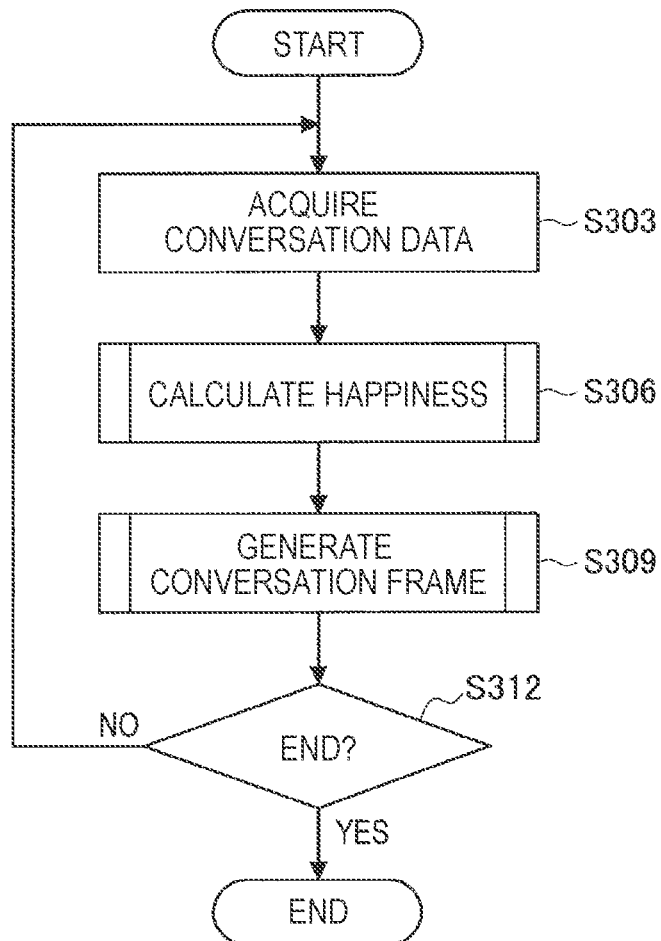 START
ACQUIRE
CONVERSATION DATA
S303
CALCULATE HAPPINESS
S306
GENERATE
CONVERSATION FRAME
S309
S312
NO
END?
YES
END